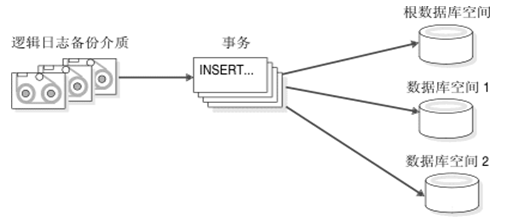 逻辑日志备份介质
事务
INSERT...
根数据库空间
数据库空间 1
数据库空间 2